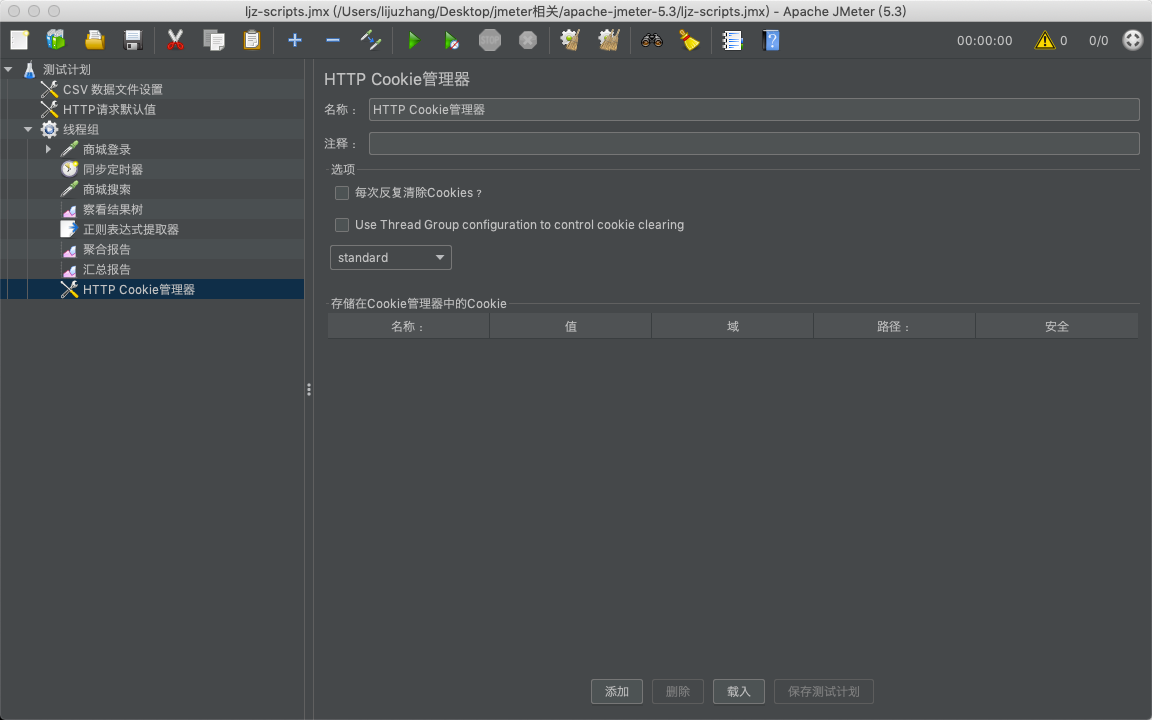 ljz-scripts.jmx (/Users/lijuzhang/Desktop/jmeter相关/apache-jmeter-5.3/ljz-scripts.jmx) - Apache JMeter (5.3)
STOP
00:00:00
0
0/0
?
测试计划
CSV 数据文件设置
HTTP请求默认值
线程组
商城登录
同步定时器
商城搜索
察看结果树
正则表达式提取器
聚合报告
汇总报告
HTTP Cookie管理器
HTTP Cookie管理器
名称：
HTTP Cookie管理器
注释：
选项
每次反复清除Cookies？
Use Thread Group configuration to control cookie clearing
standard
存储在Cookie管理器中的Cookie
名称： 值 域 路径： 安全
添加 删除 载入 保存测试计划